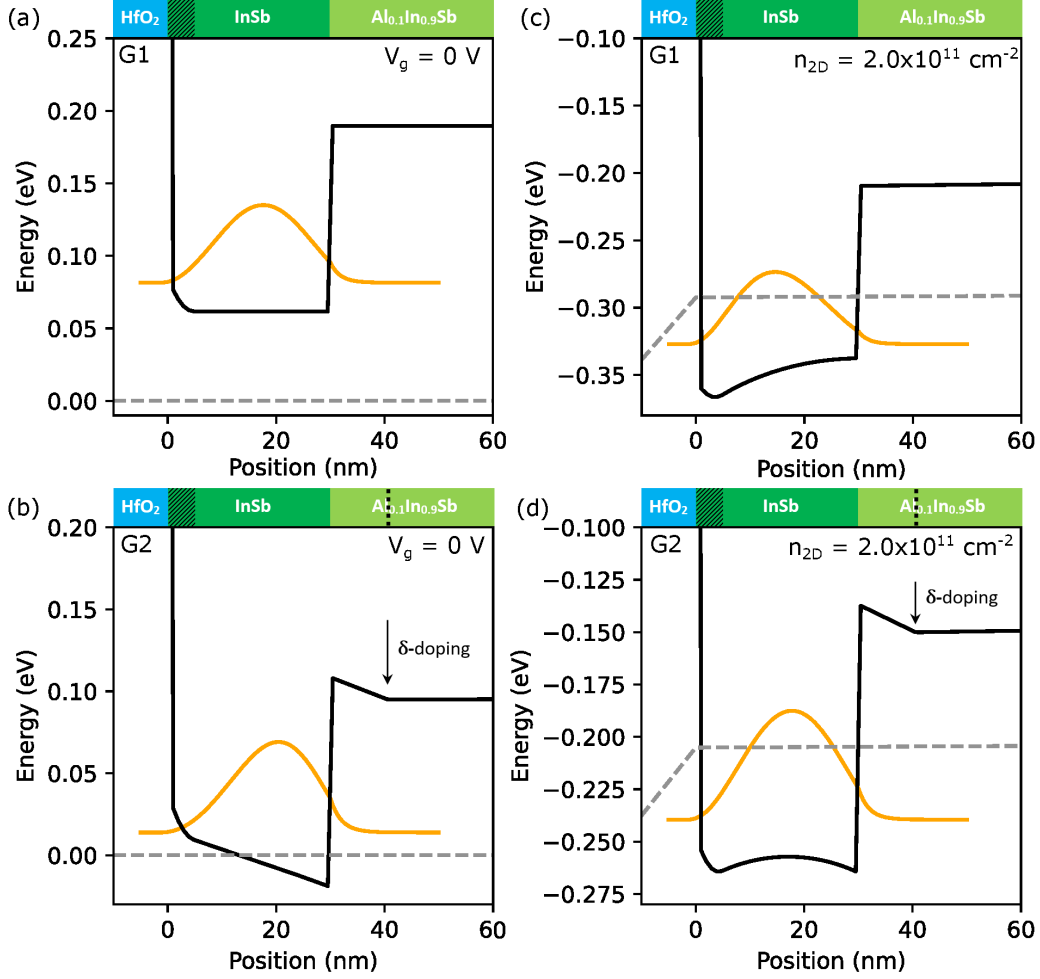 (a)
HfO₂ InSb Al₀.₁In₀.₉Sb
G1
V_g = 0 V
0.25
0.20
0.15
0.10
0.05
0.00
Energy (eV)
0 20 40 60
Position (nm)
(c)
HfO₂ InSb Al₀.₁In₀.₉Sb
G1
n₂D = 2.0x10¹¹ cm⁻²
−0.10
−0.15
−0.20
−0.25
−0.30
−0.35
Energy (eV)
0 20 40 60
Position (nm)
(b)
HfO₂ InSb Al₀.₁In₀.₉Sb
G2
V_g = 0 V
δ-doping
0.20
0.15
0.10
0.05
0.00
Energy (eV)
0 20 40 60
Position (nm)
(d)
HfO₂ InSb Al₀.₁In₀.₉Sb
G2
n₂D = 2.0x10¹¹ cm⁻²
δ-doping
−0.100
−0.125
−0.150
−0.175
−0.200
−0.225
−0.250
−0.275
Energy (eV)
0 20 40 60
Position (nm)